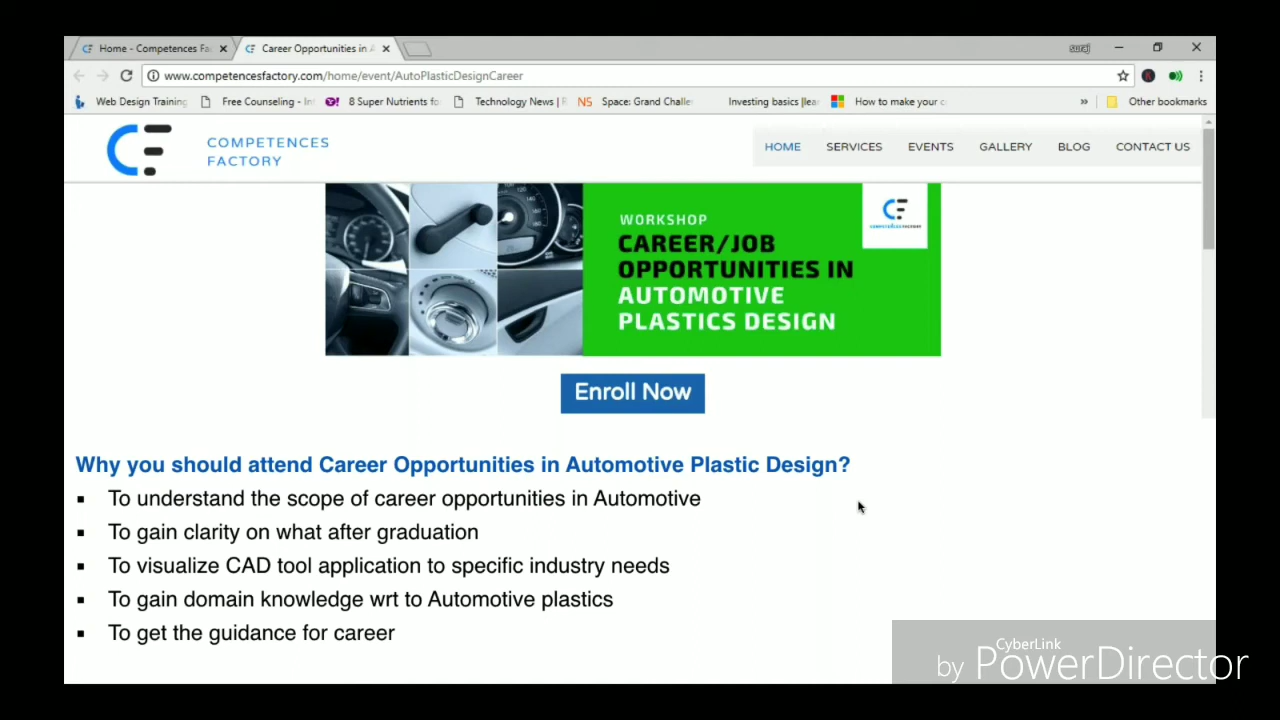 Home - Competences Fa
Career Opportunities in A
www.competencesfactory.com/home/event/AutoPlasticDesignCareer
Web Design Training
Free Counseling - In
8 Super Nutrients fo
Technology News |
NS Space: Grand Challe
Investing basics |lea
How to make your c
»
Other bookmarks
CF
COMPETENCES
FACTORY
HOME
SERVICES
EVENTS
GALLERY
BLOG
CONTACT US
WORKSHOP
CAREER/JOB
OPPORTUNITIES IN
AUTOMOTIVE
PLASTICS DESIGN
CF
COMPETENCES FACTORY
Enroll Now
Why you should attend Career Opportunities in Automotive Plastic Design?
▪ To understand the scope of career opportunities in Automotive
▪ To gain clarity on what after graduation
▪ To visualize CAD tool application to specific industry needs
▪ To gain domain knowledge wrt to Automotive plastics
▪ To get the guidance for career
CyberLink
by PowerDirector